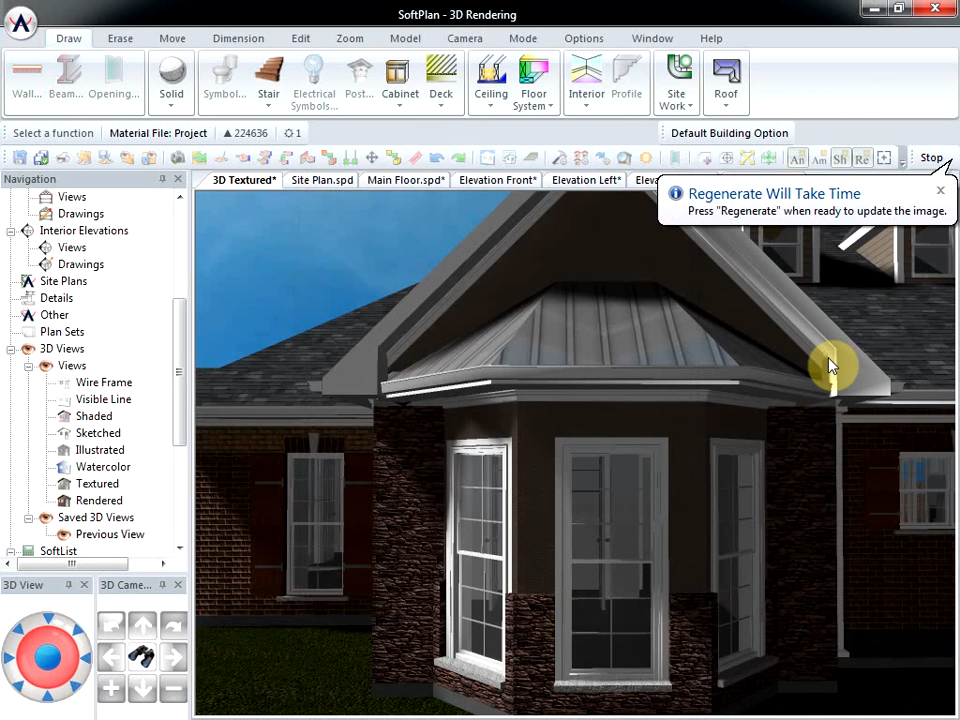 SoftPlan - 3D Rendering
Draw Erase Move Dimension Edit Zoom Model Camera Mode Options Window Help
Wall... Beam... Opening... Solid Symbol... Stair Electrical Symbols... Post... Cabinet Deck Ceiling Floor System Interior Profile Site Work Roof
Select a function Material File: Project 224636 1 Default Building Option
An Am Sh Re Stop
Navigation
3D Textured* Site Plan.spd Main Floor.spd* Elevation Front* Elevation Left* Eleva
Regenerate Will Take Time
Press "Regenerate" when ready to update the image.
Views
Drawings
Interior Elevations
Views
Drawings
Site Plans
Details
Other
Plan Sets
3D Views
Views
Wire Frame
Visible Line
Shaded
Sketched
Illustrated
Watercolor
Textured
Rendered
Saved 3D Views
Previous View
SoftList
3D View
3D Came...